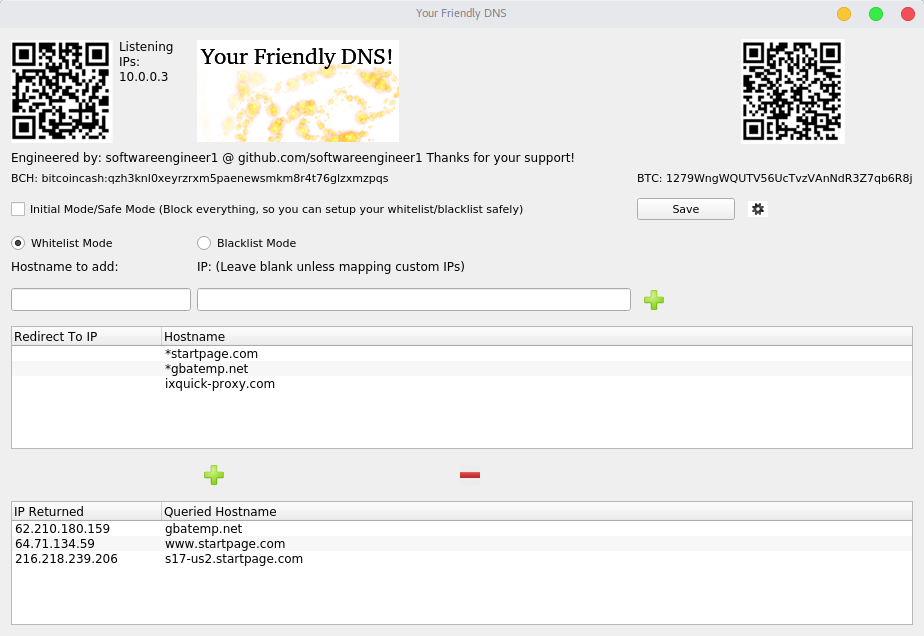 Your Friendly DNS
Listening
IPs:
10.0.0.3
Your Friendly DNS!
Engineered by: softwareengineer1 @ github.com/softwareengineer1 Thanks for your support!
BCH: bitcoincash:qzh3knl0xeyrzrxm5paenewsmkm8r4t76glzxmzpqs
BTC: 1279WngWQUTV56UcTvzVAnNdR3Z7qb6R8j
Initial Mode/Safe Mode (Block everything, so you can setup your whitelist/blacklist safely)
Save
Whitelist Mode
Blacklist Mode
Hostname to add:
IP: (Leave blank unless mapping custom IPs)
Redirect To IP
Hostname
*startpage.com
*gbatemp.net
ixquick-proxy.com
IP Returned
Queried Hostname
62.210.180.159 gbatemp.net
64.71.134.59 www.startpage.com
216.218.239.206 s17-us2.startpage.com